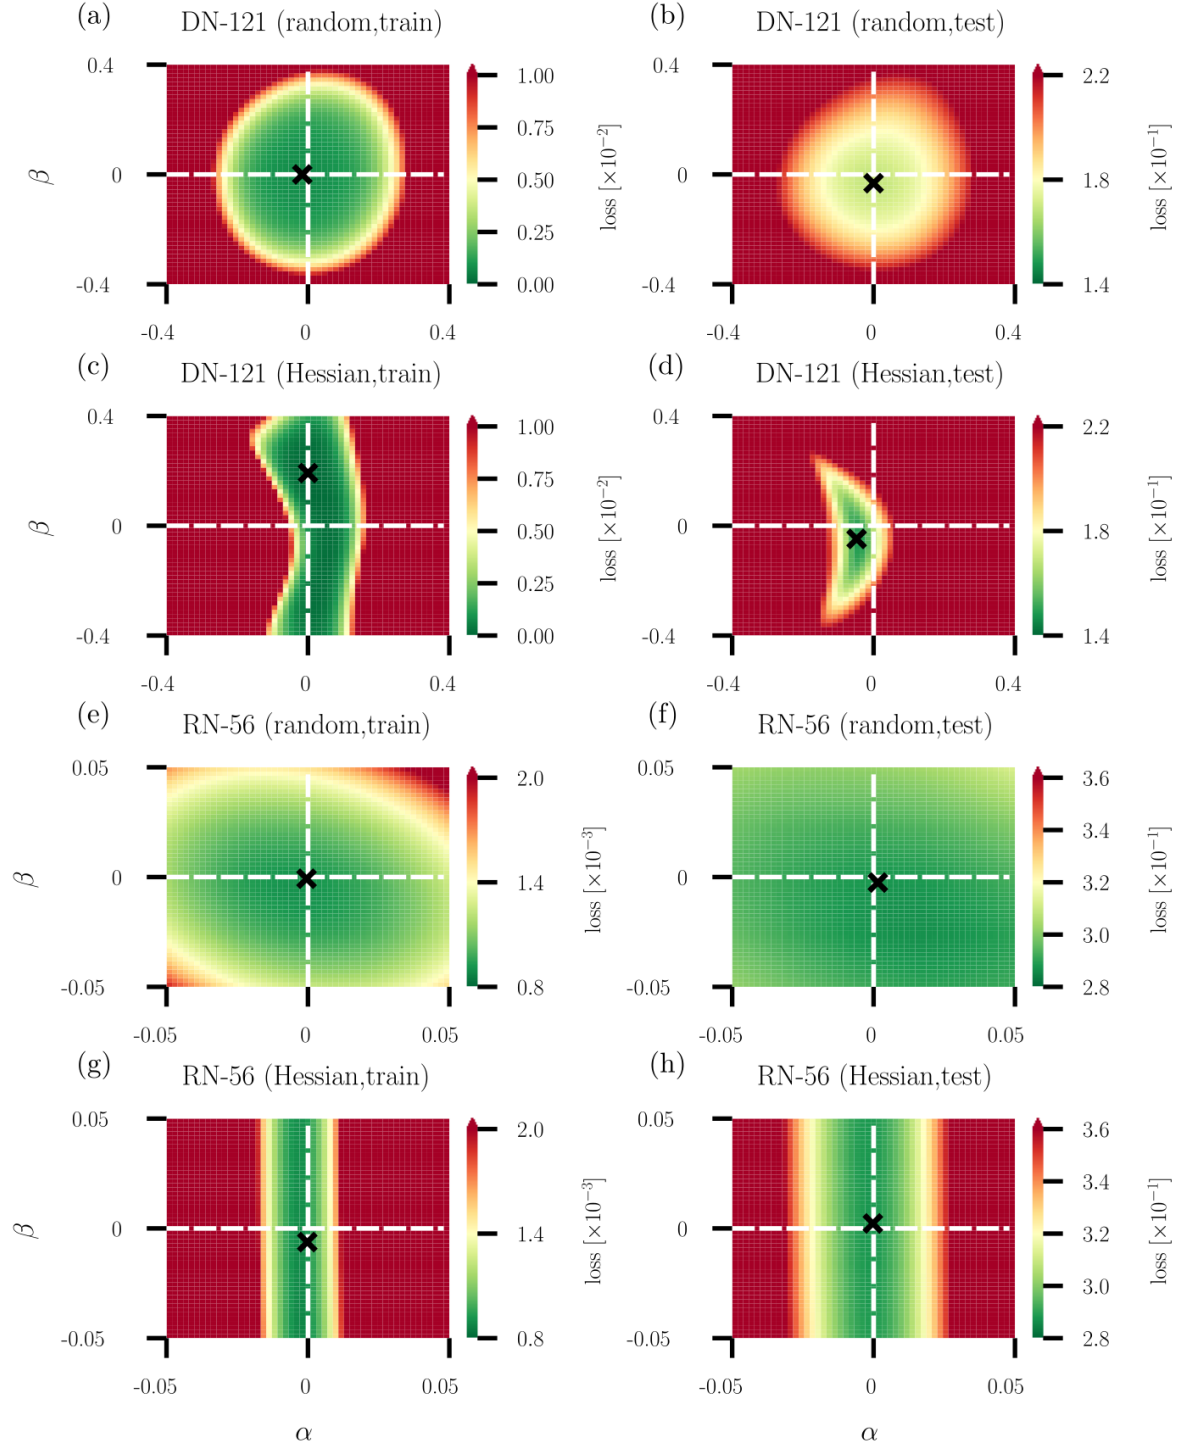 (a) DN-121 (random,train)
0.4
0
-0.4
β
-0.4 0 0.4
1.00
0.75
0.50
0.25
0.00
loss [×10⁻²]
(b) DN-121 (random,test)
0.4
0
-0.4
-0.4 0 0.4
2.2
1.8
1.4
loss [×10⁻¹]
(c) DN-121 (Hessian,train)
0.4
0
-0.4
β
-0.4 0 0.4
1.00
0.75
0.50
0.25
0.00
loss [×10⁻²]
(d) DN-121 (Hessian,test)
0.4
0
-0.4
-0.4 0 0.4
2.2
1.8
1.4
loss [×10⁻¹]
(e) RN-56 (random,train)
0.05
0
-0.05
β
-0.05 0 0.05
2.0
1.4
0.8
loss [×10⁻³]
(f) RN-56 (random,test)
0.05
0
-0.05
-0.05 0 0.05
3.6
3.4
3.2
3.0
2.8
loss [×10⁻¹]
(g) RN-56 (Hessian,train)
0.05
0
-0.05
β
-0.05 0 0.05
α
2.0
1.4
0.8
loss [×10⁻³]
(h) RN-56 (Hessian,test)
0.05
0
-0.05
-0.05 0 0.05
α
3.6
3.4
3.2
3.0
2.8
loss [×10⁻¹]